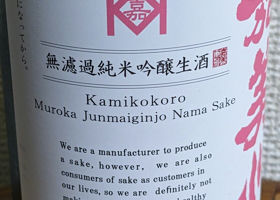 嘉
になってから。
無濾過純米吟醸生酒
Kamikokoro
Muroka Junmaiginjo Nama Sake
We are a manufacturer to produce
a sake, however, we are also
consumers of sake as customers in
our lives, so we are definitely not